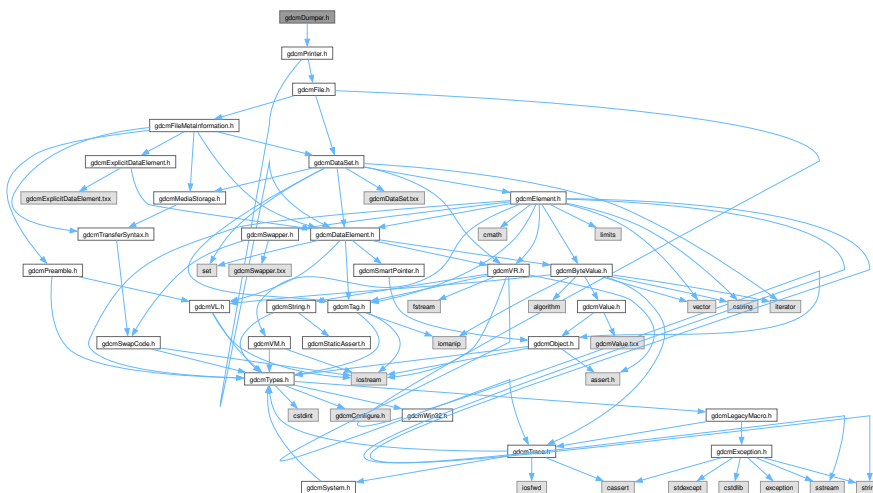 gdcmDumper.h
gdcmPrinter.h
gdcmFile.h
gdcmFileMetaInformation.h
gdcmExplicitDataElement.h
gdcmDataSet.h
gdcmExplicitDataElement.txx
gdcmMediaStorage.h
gdcmDataSet.txx
gdcmElement.h
gdcmTransferSyntax.h
gdcmSwapper.h
gdcmDataElement.h
cmath
limits
gdcmPreamble.h
set
gdcmSwapper.txx
gdcmSmartPointer.h
gdcmVR.h
gdcmByteValue.h
gdcmVL.h
gdcmString.h
gdcmTag.h
fstream
algorithm
gdcmValue.h
vector
cstring
iterator
gdcmSwapCode.h
gdcmVM.h
gdcmStaticAssert.h
iomanip
gdcmObject.h
gdcmValue.txx
gdcmTypes.h
iostream
assert.h
cstdint
gdcmConfigure.h
gdcmWin32.h
gdcmLegacyMacro.h
gdcmTrace.h
gdcmException.h
gdcmSystem.h
iosfwd
cassert
stdexcept
cstdlib
exception
sstream